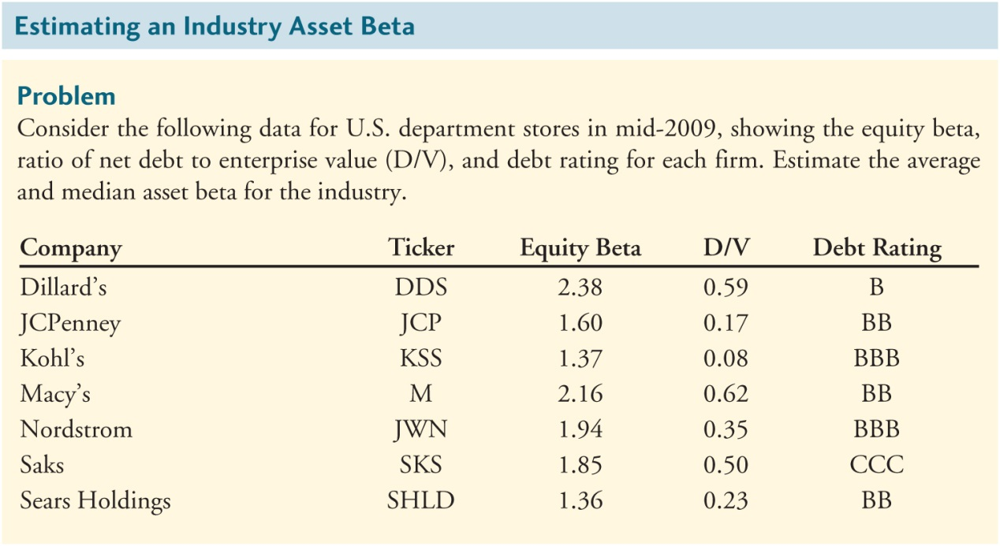 Estimating an Industry Asset Beta
Problem
Consider the following data for U.S. department stores in mid-2009, showing the equity beta,
ratio of net debt to enterprise value (D/V), and debt rating for each firm. Estimate the average
and median asset beta for the industry.
Company Ticker Equity Beta D/V Debt Rating
Dillard’s DDS 2.38 0.59 B
JCPenney JCP 1.60 0.17 BB
Kohl’s KSS 1.37 0.08 BBB
Macy’s M 2.16 0.62 BB
Nordstrom JWN 1.94 0.35 BBB
Saks SKS 1.85 0.50 CCC
Sears Holdings SHLD 1.36 0.23 BB